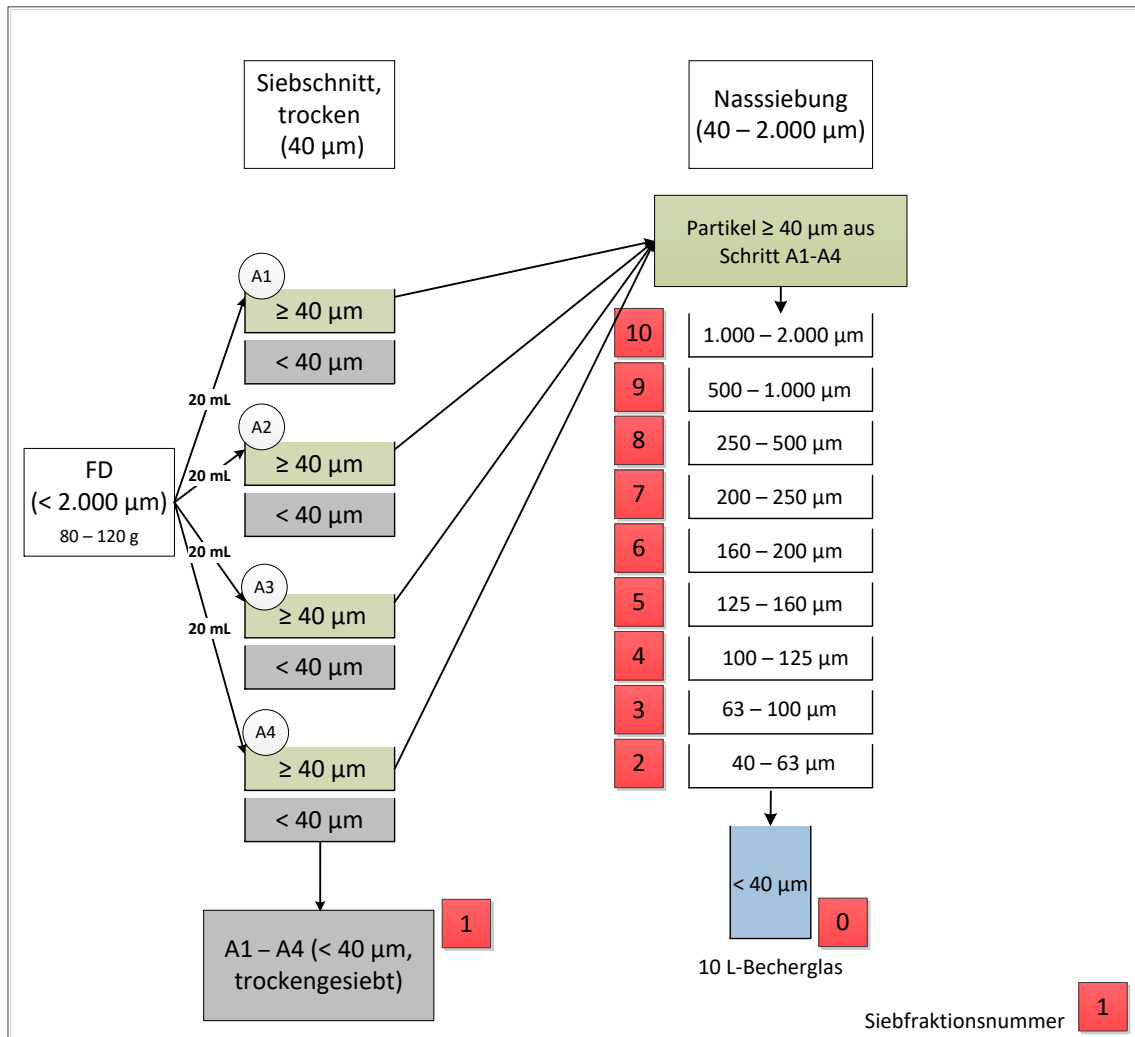 Siebschnitt,
trocken
(40 µm)
Nasssiebung
(40 – 2.000 µm)
Partikel ≥ 40 µm aus
Schritt A1-A4
A1
≥ 40 µm
< 40 µm
20 mL
A2
≥ 40 µm
< 40 µm
20 mL
FD
(< 2.000 µm)
80 – 120 g
20 mL
A3
≥ 40 µm
< 40 µm
20 mL
A4
≥ 40 µm
< 40 µm
A1 – A4 (< 40 µm,
trockengesiebt)
1
10 1.000 – 2.000 µm
9 500 – 1.000 µm
8 250 – 500 µm
7 200 – 250 µm
6 160 – 200 µm
5 125 – 160 µm
4 100 – 125 µm
3 63 – 100 µm
2 40 – 63 µm
< 40 µm
0
10 L-Becherglas
Siebfraktionsnummer 1